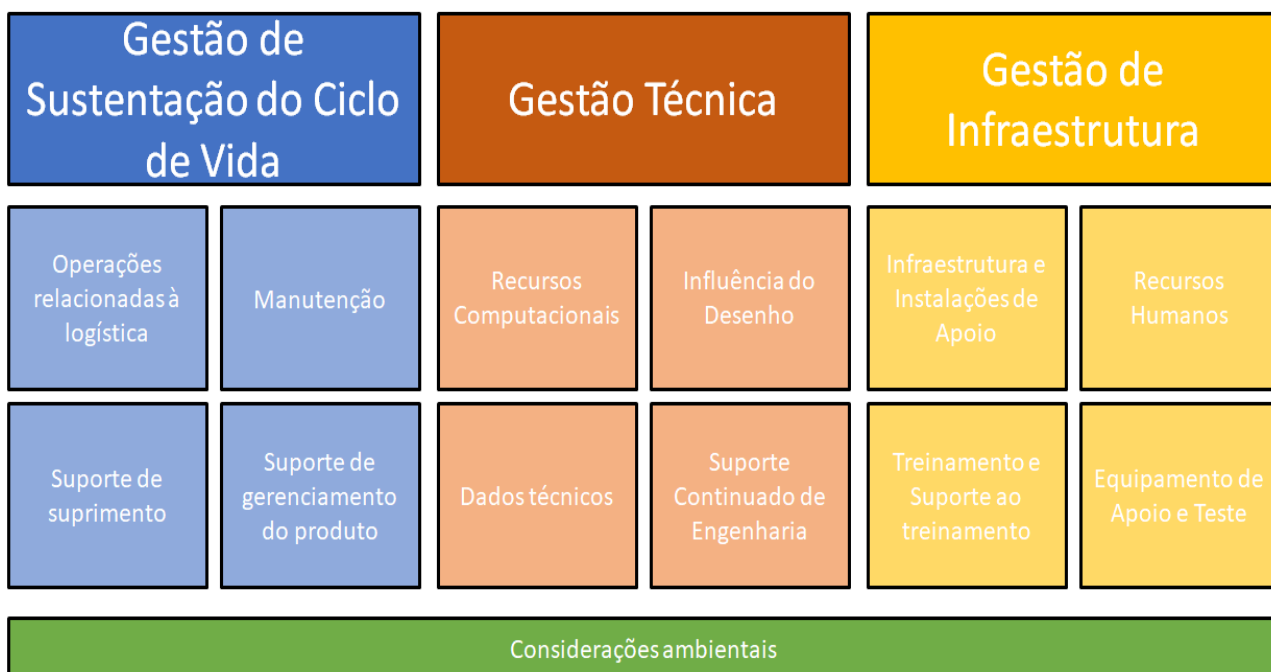 Gestão de
Sustentação do Ciclo
de Vida
Gestão Técnica
Gestão de
Infraestrutura
Operações
relacionadas à
logística
Manutenção
Recursos
Computacionais
Influência do
Desenho
Infraestrutura e
Instalações de
Apoio
Recursos
Humanos
Suporte de
suprimento
Suporte de
gerenciamento
do produto
Dados técnicos
Suporte
Continuado de
Engenharia
Treinamento e
Suporte ao
treinamento
Equipamento de
Apoio e Teste
Considerações ambientais